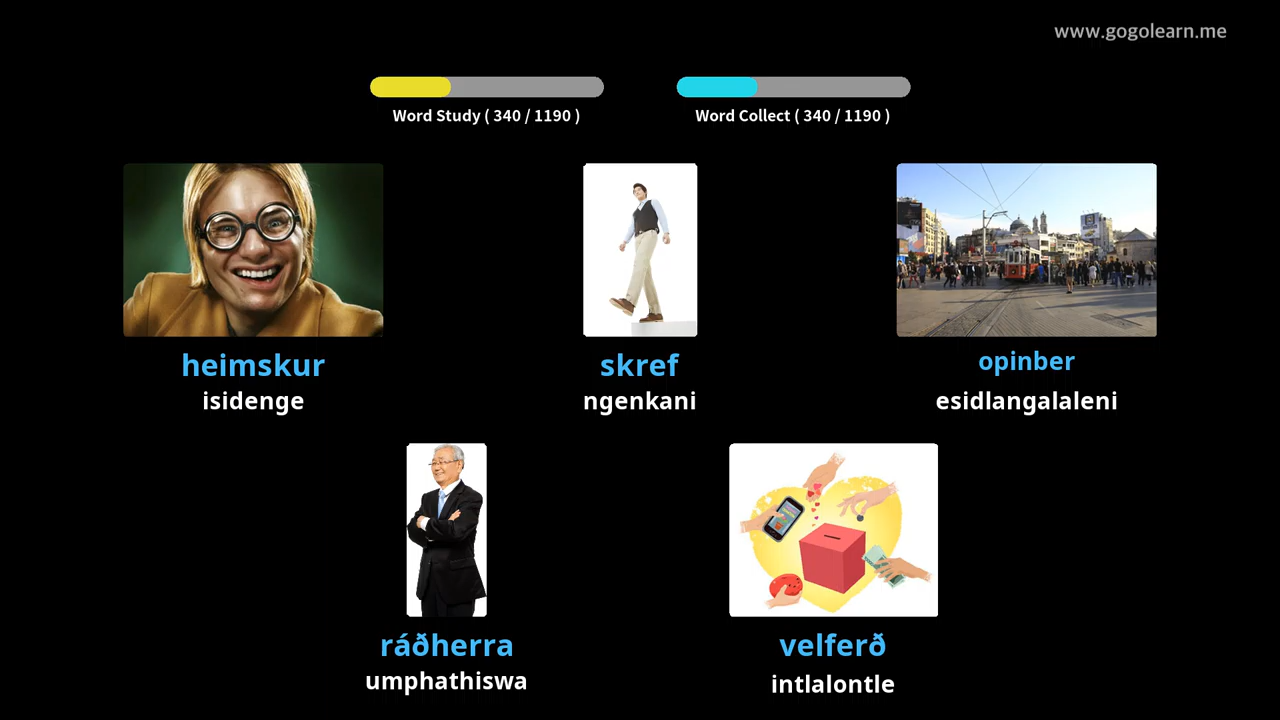 www.gogolearn.me
Word Study ( 340 / 1190 )
Word Collect ( 340 / 1190 )
heimskur
isidenge
skref
ngenkani
opinber
esidlangalaleni
ráðherra
umphathiswa
velferð
intlalontle